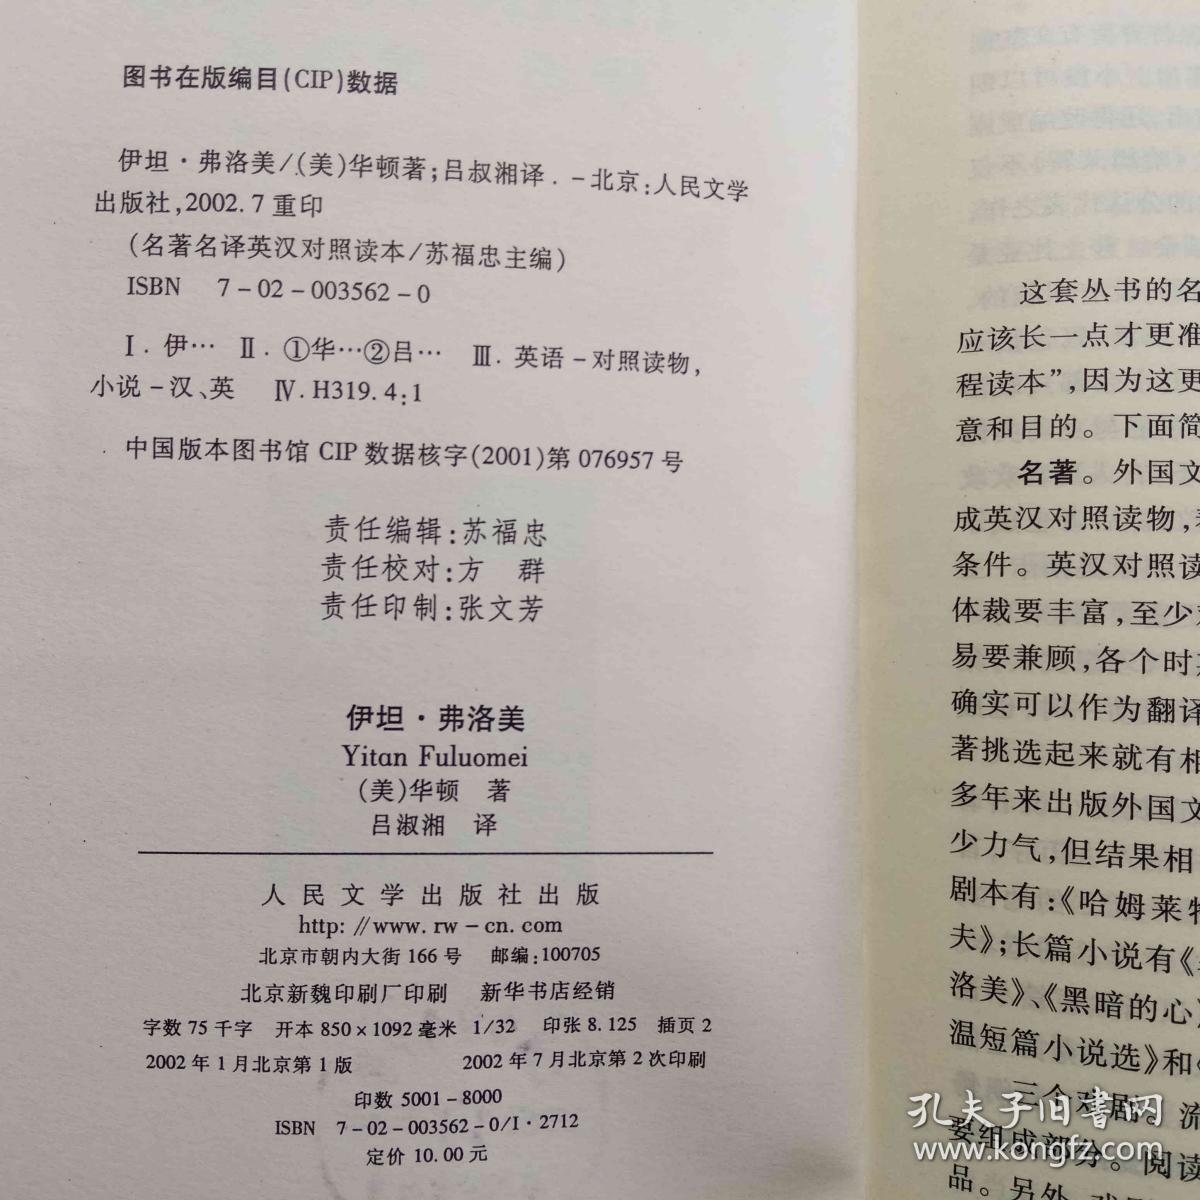 图书在版编目(CIP)数据
伊坦·弗洛美/(美)华顿著;吕叔湘译.-北京:人民文学
出版社,2002.7重印
(名著名译英汉对照读本/苏福忠主编)
ISBN 7-02-003562-0
Ⅰ.伊… Ⅱ.①华…②吕… Ⅲ.英语-对照读物,
小说-汉、英 Ⅳ.H319.4:1
中国版本图书馆CIP数据核字(2001)第076957号
责任编辑:苏福忠
责任校对:方 群
责任印制:张文芳
伊坦·弗洛美
Yitan Fuluomei
(美)华顿 著
吕淑湘 译
人民文学出版社出版
http://www.rw-cn.com
北京市朝内大街166号 邮编:100705
北京新魏印刷厂印刷 新华书店经销
字数75千字 开本850×1092毫米 1/32 印张8.125 插页2
2002年1月北京第1版 2002年7月北京第2次印刷
印数5001-8000
ISBN 7-02-003562-0/I·2712
定价10.00元
这套丛书的名
应该长一点才更准
程读本”,因为这更
意和目的。下面简
名著。外国文
成英汉对照读物,
条件。英汉对照读
体裁要丰富,至少
易要兼顾,各个时
确实可以作为翻译
著挑选起来就有相
多年来出版外国文
少力气,但结果相
剧本有:《哈姆莱特
夫》;长篇小说有《
洛美》、《黑暗的心》
温短篇小说选》和《
三个戏剧。流
要组成部分。阅读
品。另外,戏
孔夫子旧书网
www.kongfz.com